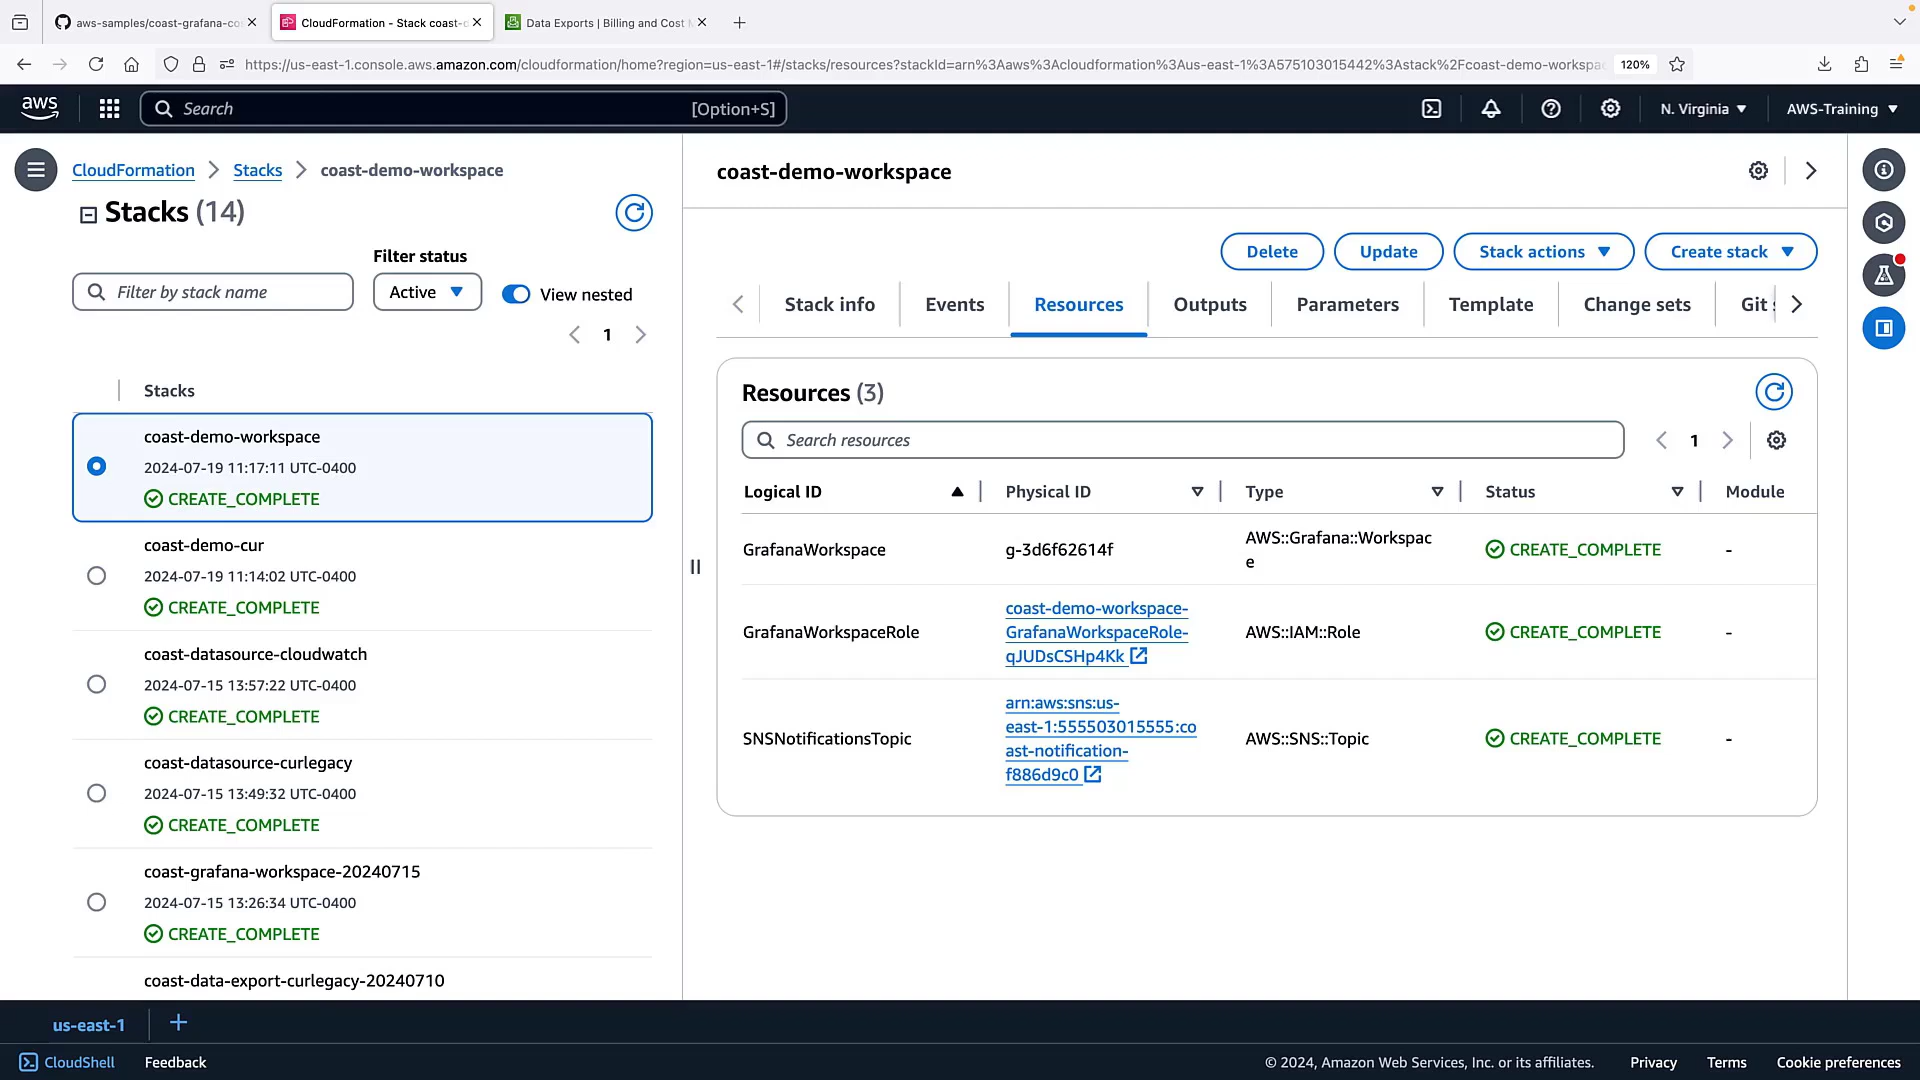 aws-samples/coast-grafana-co
CloudFormation - Stack coast-d
Data Exports | Billing and Cost M
https://us-east-1.console.aws.amazon.com/cloudformation/home?region=us-east-1#/stacks/resources?stackId=arn%3Aaws%3Acloudformation%3Aus-east-1%3A575103015442%3Astack%2Fcoast-demo-workspac
120%
aws
Search
[Option+S]
N. Virginia
AWS-Training
CloudFormation
Stacks
coast-demo-workspace
Stacks (14)
Filter status
Filter by stack name
Active
View nested
1
Stacks
coast-demo-workspace
2024-07-19 11:17:11 UTC-0400
CREATE_COMPLETE
coast-demo-cur
2024-07-19 11:14:02 UTC-0400
CREATE_COMPLETE
coast-datasource-cloudwatch
2024-07-15 13:57:22 UTC-0400
CREATE_COMPLETE
coast-datasource-curlegacy
2024-07-15 13:49:32 UTC-0400
CREATE_COMPLETE
coast-grafana-workspace-20240715
2024-07-15 13:26:34 UTC-0400
CREATE_COMPLETE
coast-data-export-curlegacy-20240710
coast-demo-workspace
Delete
Update
Stack actions
Create stack
Stack info
Events
Resources
Outputs
Parameters
Template
Change sets
Git s
Resources (3)
Search resources
1
Logical ID
Physical ID
Type
Status
Module
GrafanaWorkspace
g-3d6f62614f
AWS::Grafana::Workspac
e
CREATE_COMPLETE
-
GrafanaWorkspaceRole
coast-demo-workspace-
GrafanaWorkspaceRole-
qJUDsCSHp4Kk
AWS::IAM::Role
CREATE_COMPLETE
-
SNSNotificationsTopic
arn:aws:sns:us-
east-1:555503015555:co
ast-notification-
f886d9c0
AWS::SNS::Topic
CREATE_COMPLETE
-
us-east-1
CloudShell
Feedback
© 2024, Amazon Web Services, Inc. or its affiliates.
Privacy
Terms
Cookie preferences